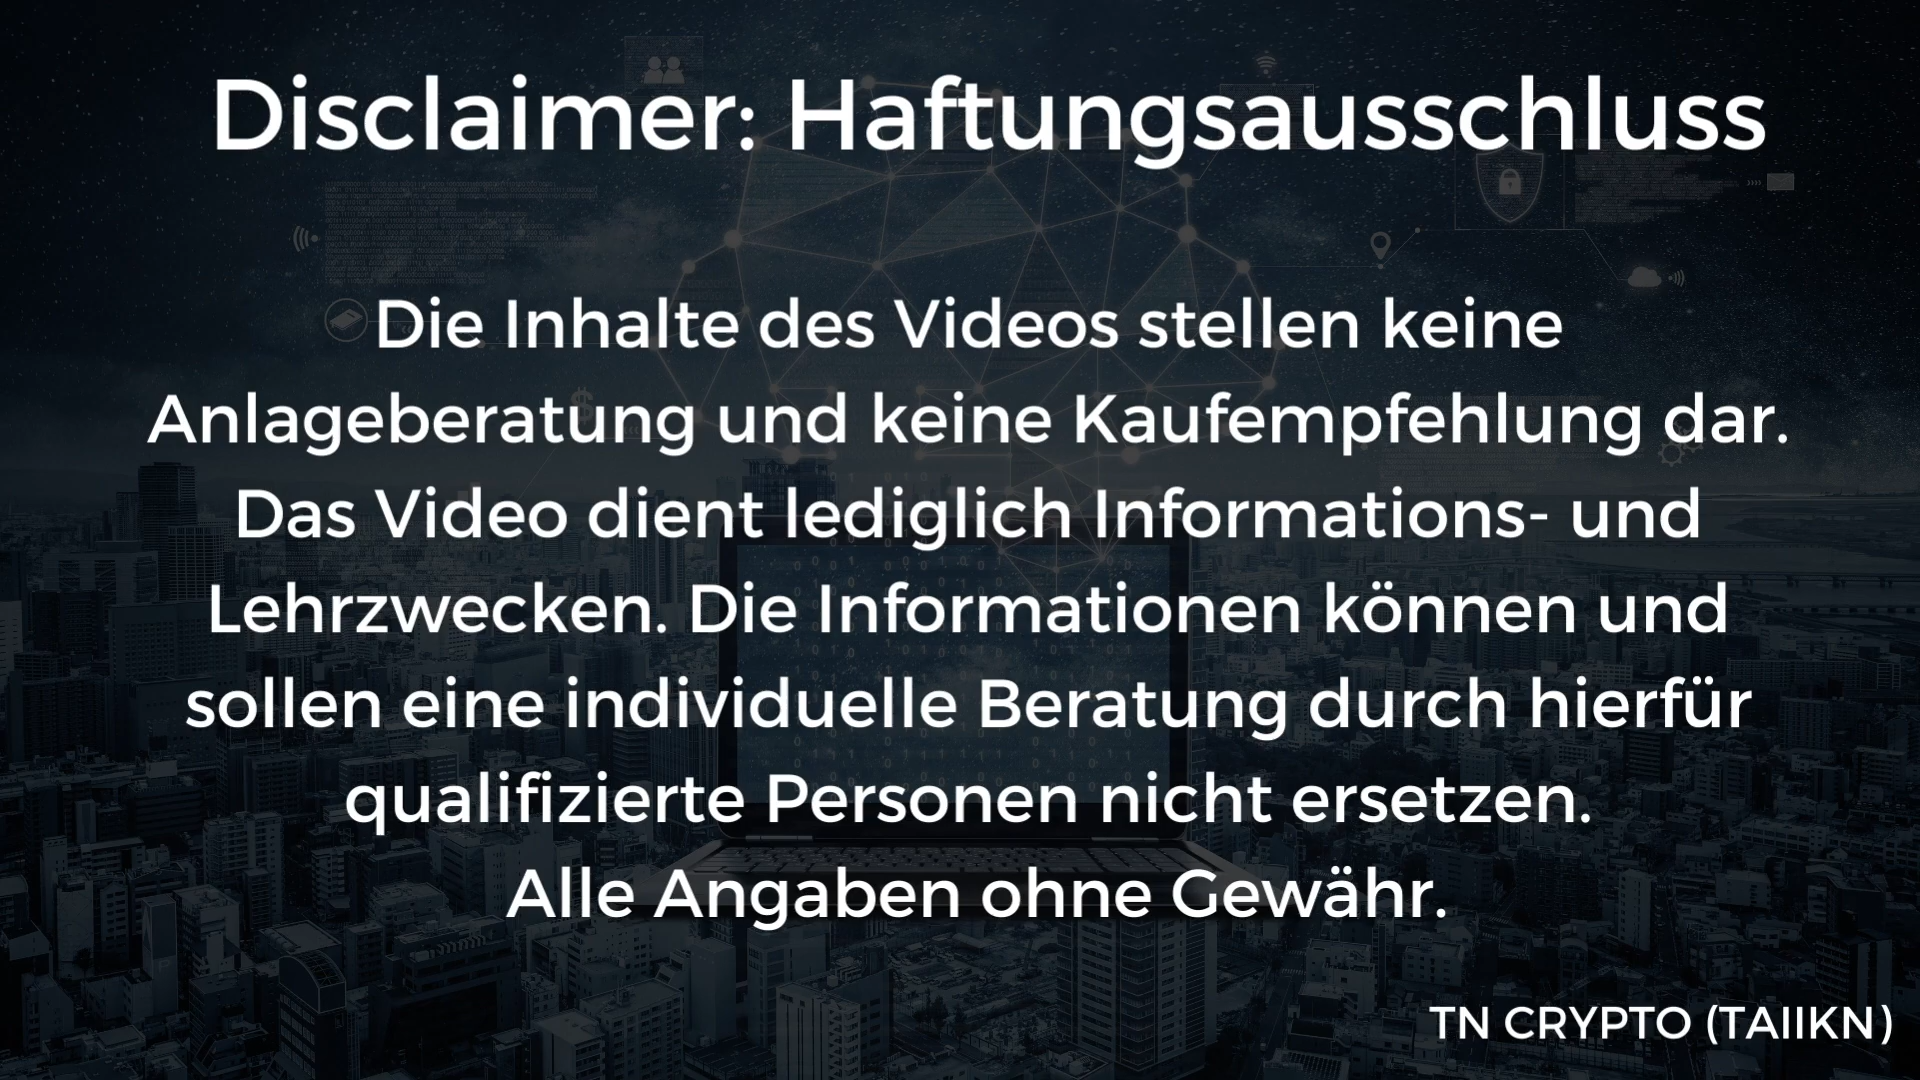 Disclaimer: Haftungsausschluss
Die Inhalte des Videos stellen keine
Anlageberatung und keine Kaufempfehlung dar.
Das Video dient lediglich Informations- und
Lehrzwecken. Die Informationen können und
sollen eine individuelle Beratung durch hierfür
qualifizierte Personen nicht ersetzen.
Alle Angaben ohne Gewähr.
TN CRYPTO (TAIIKN)